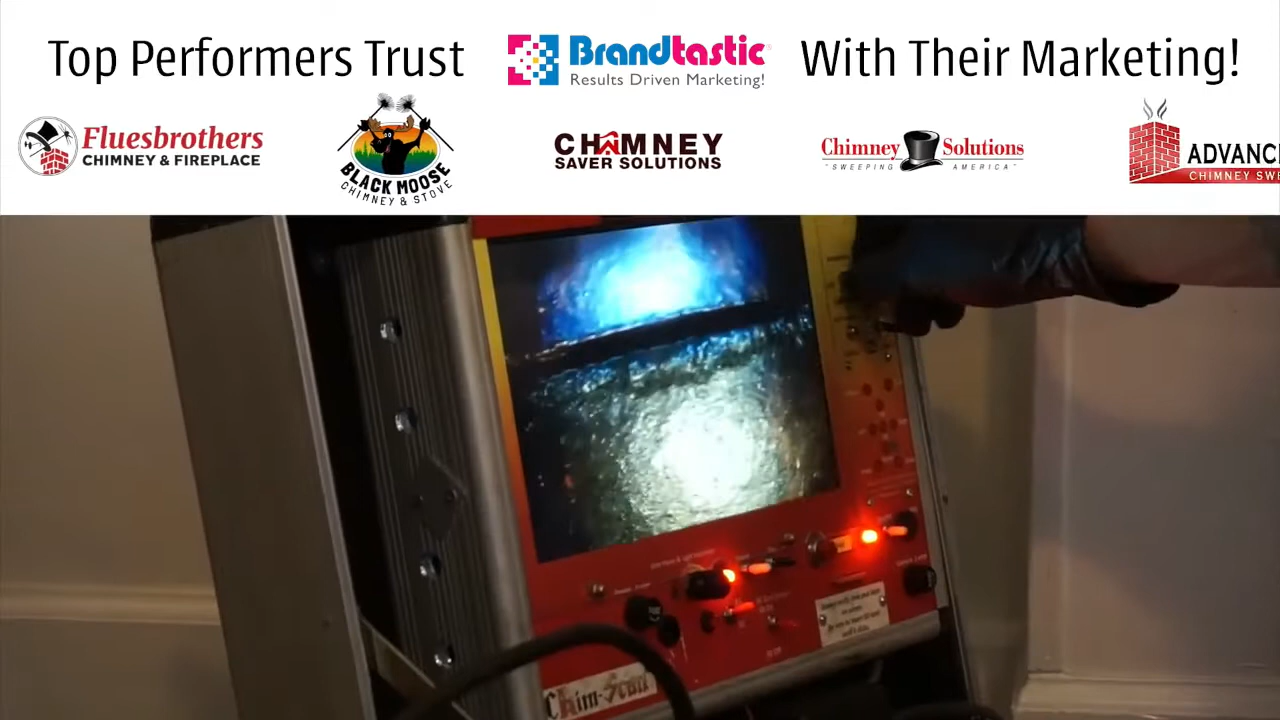 Top Performers Trust Brandtastic With Their Marketing!
Results Driven Marketing!
Fluesbrothers
CHIMNEY & FIREPLACE
BLACK MOOSE
CHIMNEY & STOVE
CHIMNEY
SAVER SOLUTIONS
Chimney Solutions
"SWEEPING AMERICA"
ADVANC
CHIMNEY SWE
Chim-Scan